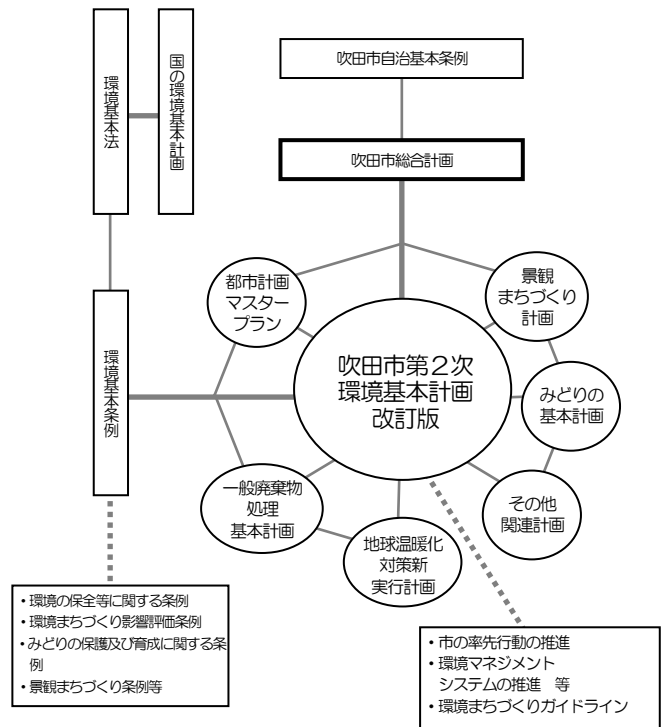 環境基本法
国の環境基本計画
吹田市自治基本条例
吹田市総合計画
都市計画
マスター
プラン
景観
まちづくり
計画
環境基本条例
吹田市第２次
環境基本計画
改訂版
みどりの
基本計画
一般廃棄物
処理
基本計画
地球温暖化
対策新
実行計画
その他
関連計画
・環境の保全等に関する条例
・環境まちづくり影響評価条例
・みどりの保護及び育成に関する条
例
・景観まちづくり条例等
・市の率先行動の推進
・環境マネジメント
システムの推進　等
・環境まちづくりガイドライン